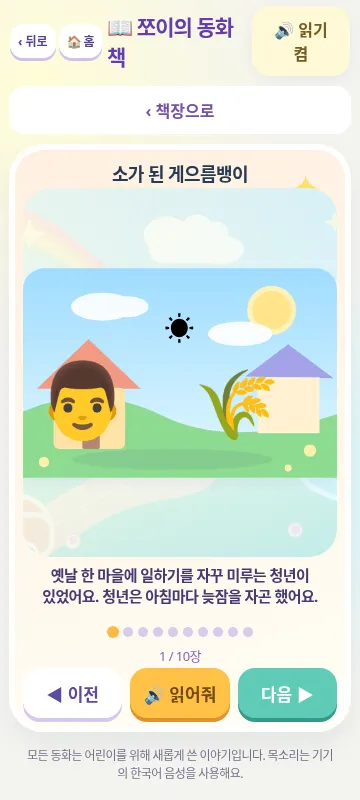 ‹ 뒤로
🏠 홈
📖 쪼이의 동화
책
🔊 읽기
켬
‹ 책장으로
소가 된 게으름뱅이
옛날 한 마을에 일하기를 자꾸 미루는 청년이
있었어요. 청년은 아침마다 늦잠을 자곤 했어요.
1 / 10장
◀ 이전
🔊 읽어줘
다음 ▶
모든 동화는 어린이를 위해 새롭게 쓴 이야기입니다. 목소리는 기기
의 한국어 음성을 사용해요.